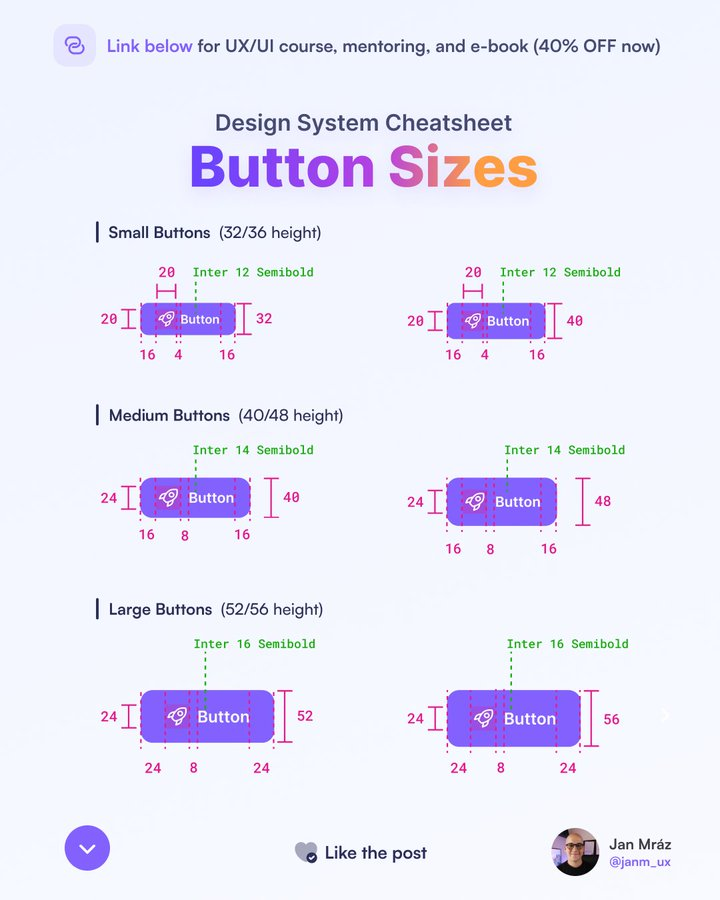 Link below for UX/UI course, mentoring, and e-book (40% OFF now)
Design System Cheatsheet
Button Sizes
Small Buttons (32/36 height)
20 Inter 12 Semibold
20 Button 32
16 4 16
20 Inter 12 Semibold
20 Button 40
16 4 16
Medium Buttons (40/48 height)
Inter 14 Semibold
24 Button 40
16 8 16
Inter 14 Semibold
24 Button 48
16 8 16
Large Buttons (52/56 height)
Inter 16 Semibold
24 Button 52
24 8 24
Inter 16 Semibold
24 Button 56
24 8 24
Like the post
Jan Mráz
@janm_ux